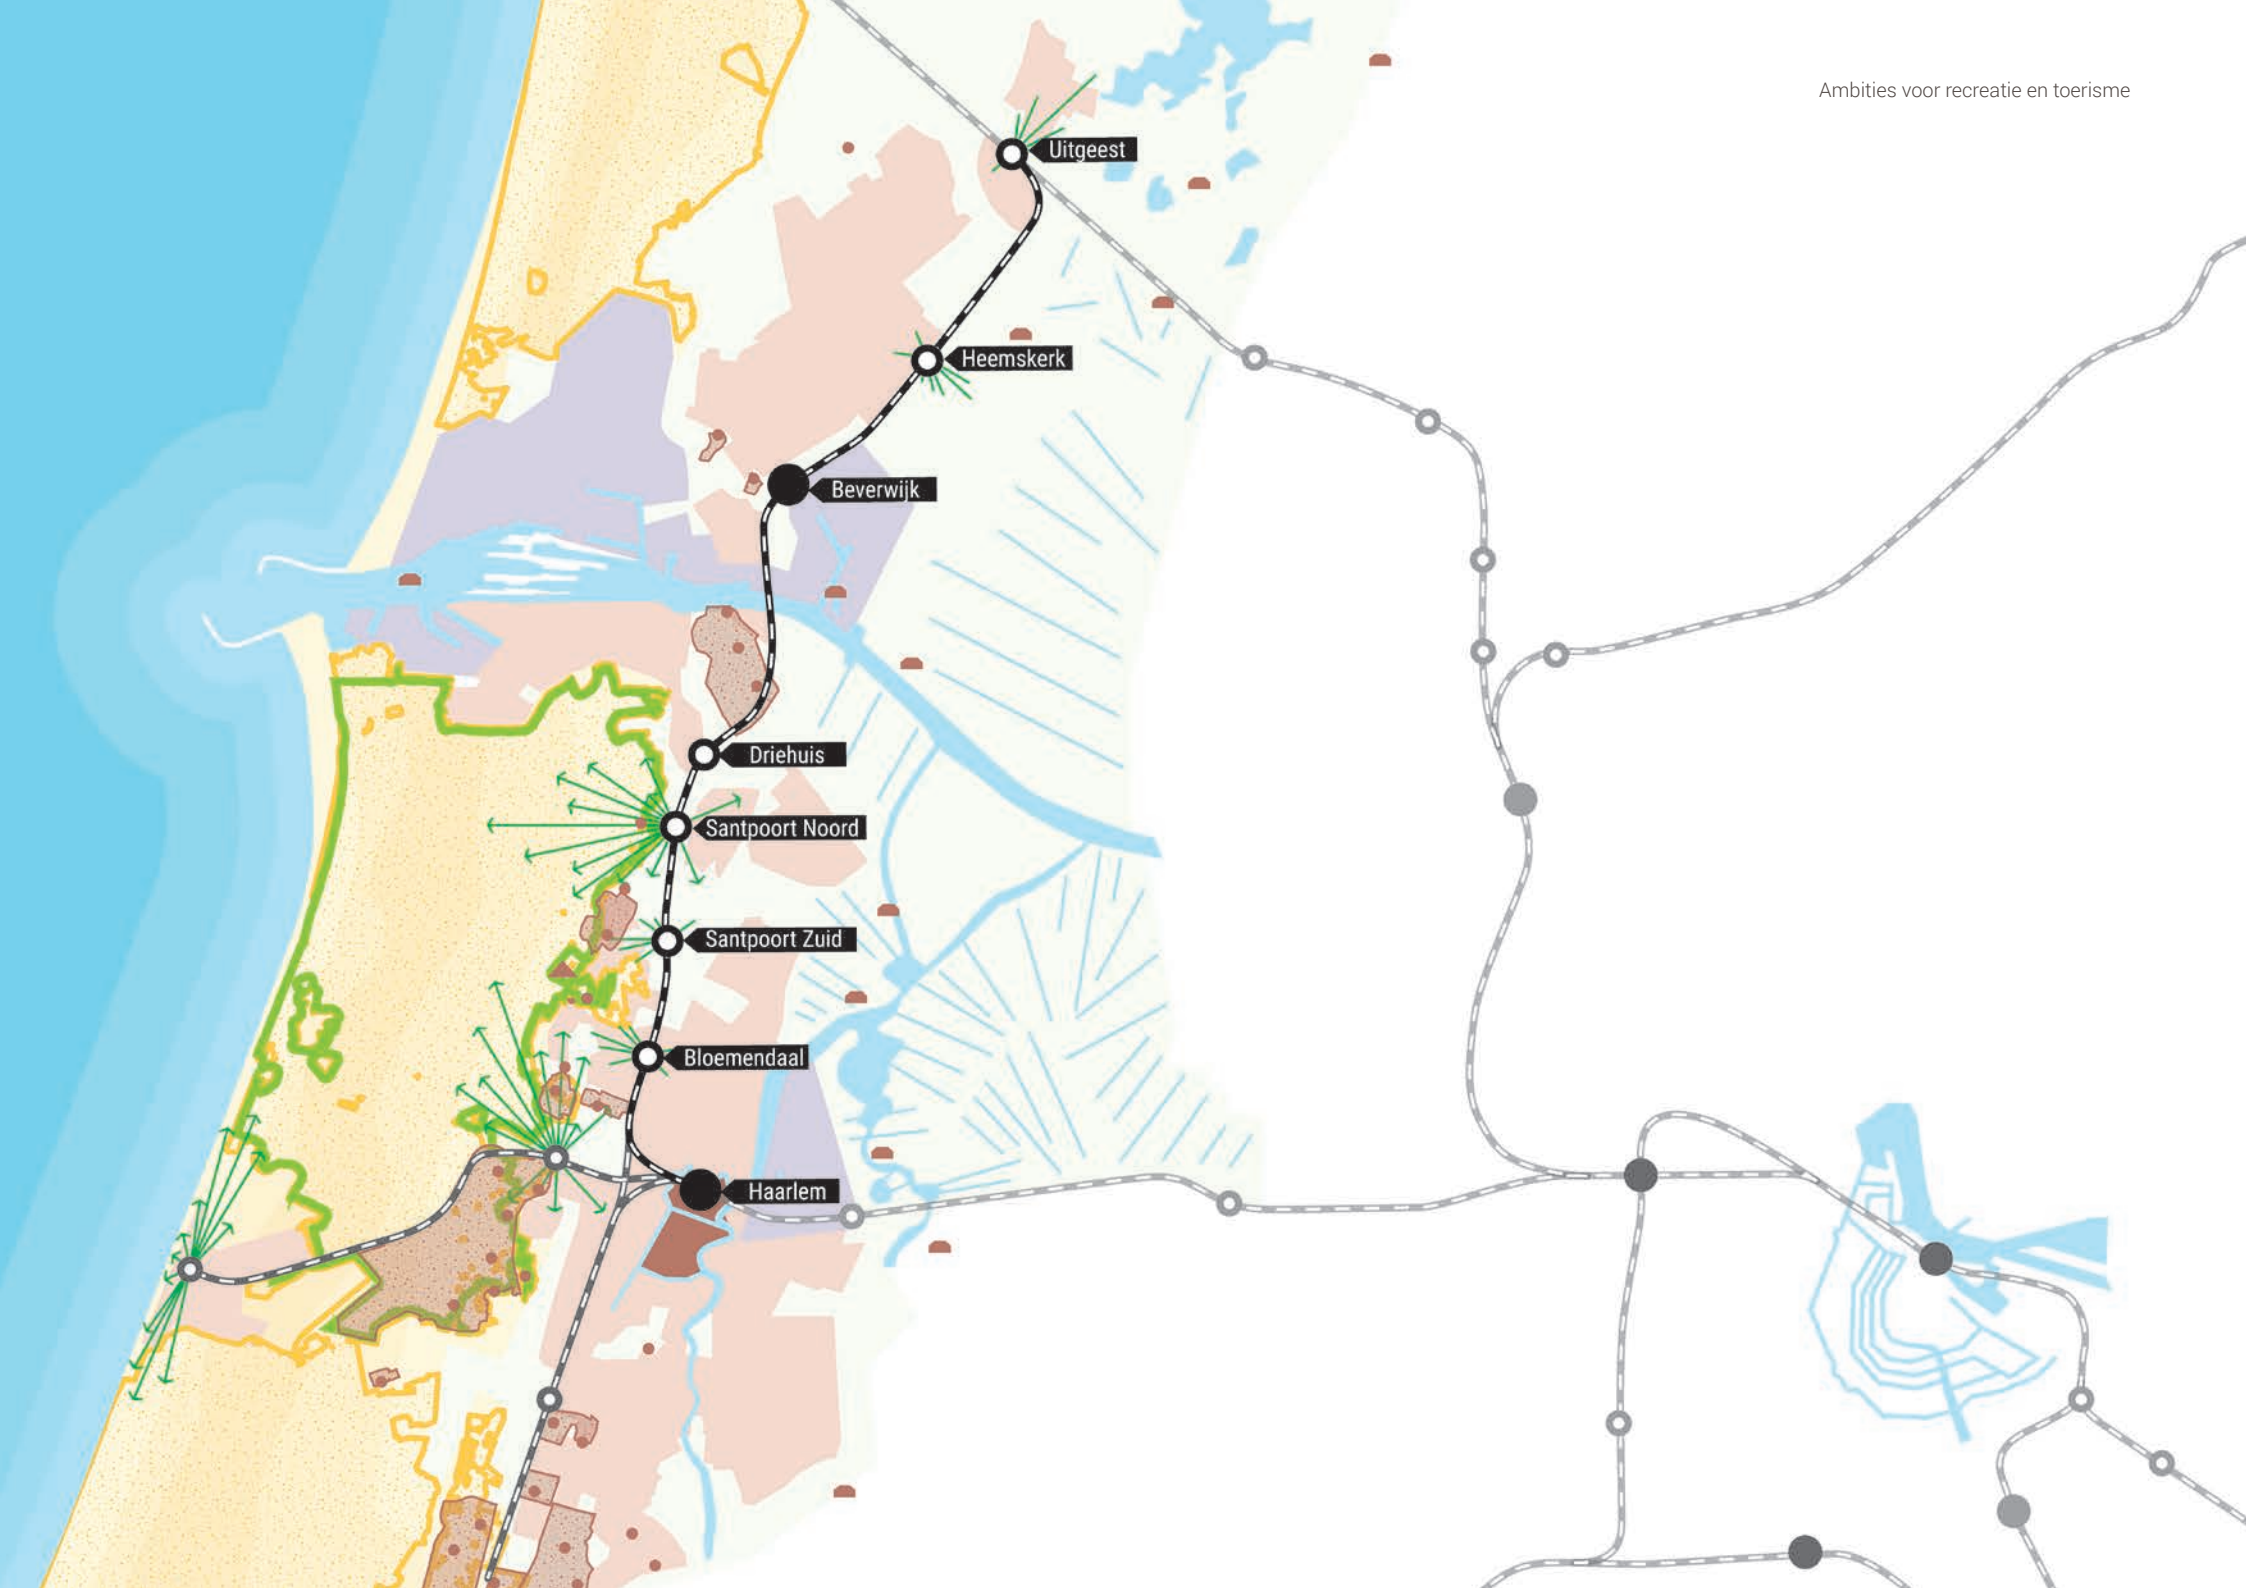 Ambities voor recreatie en toerisme
Uitgeest
Heemskerk
Beverwijk
Driehuis
Santpoort Noord
Santpoort Zuid
Bloemendaal
Haarlem